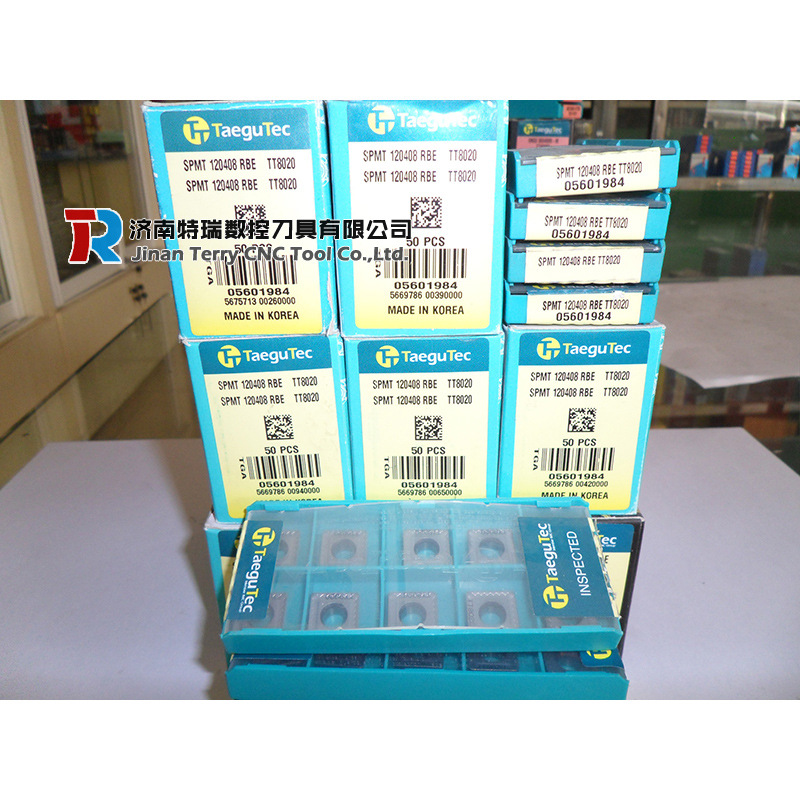 TaeguTec
SPMT 120408 RBE TT8020
SPMT 120408 RBE TT8020
50 PCS
TGA
05601984
5675713 00260000
MADE IN KOREA
TaeguTec
SPMT 120408 RBE TT8020
SPMT 120408 RBE TT8020
50 PCS
05601984
5669786 00390000
MADE IN KOREA
SPMT 120408 RBE TT8020
05601984
SPMT 120408 RBE TT8020
05601984
SPMT 120408 RBE TT8020
SPMT 120408 RBE TT8020
05601984
TR
济南特瑞数控刀具有限公司
Jinan Terry CNC Tool Co.,Ltd.
TaeguTec
SPMT 120408 RBE TT8020
SPMT 120408 RBE TT8020
50 PCS
TGA
05601984
5669786 00940000
TaeguTec
SPMT 120408 RBE TT8020
SPMT 120408 RBE TT8020
50 PCS
TGA
05601984
5669786 00650000
TaeguTec
SPMT 120408 RBE TT8020
SPMT 120408 RBE TT8020
50 PCS
TGA
05601984
5669786 00420000
MADE IN KOREA
TaeguTec
TaeguTec
INSPECTED